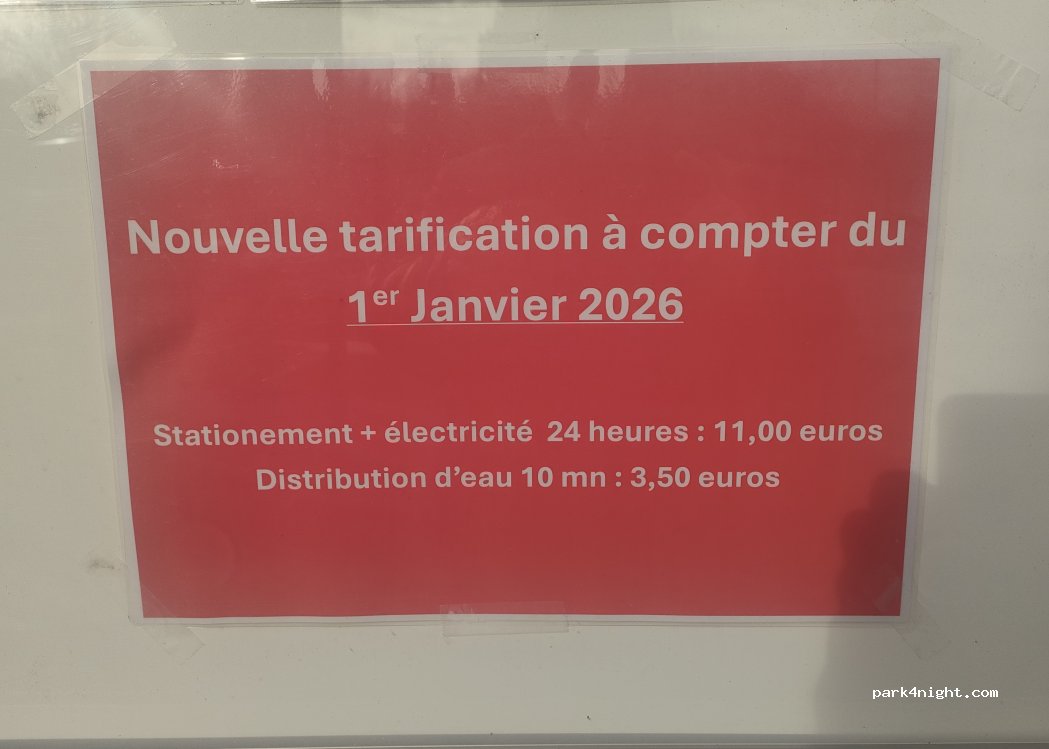 Nouvelle tarification à compter du
1er Janvier 2026
Stationement + électricité 24 heures : 11,00 euros
Distribution d'eau 10 mn : 3,50 euros
park4night.com